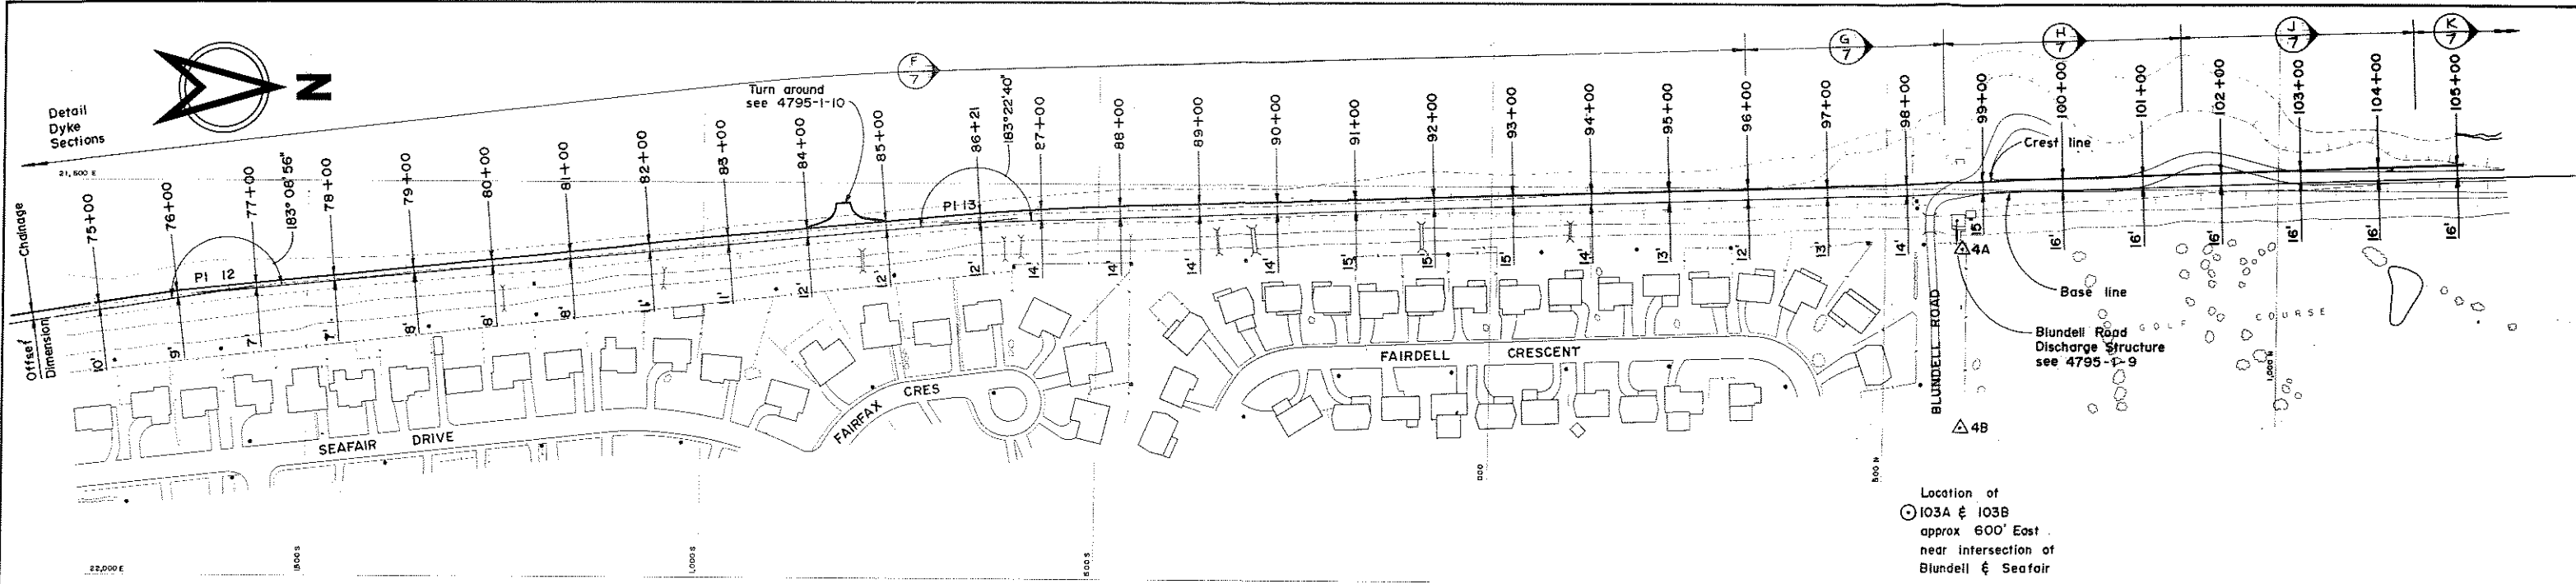 Detail
Dyke
Sections
N
F
7
G
7
H
7
J
7
K
7
Turn around
see 4795-1-10
21,500 E
Chainage
75+00
76+00
77+00
183° 08' 56"
78+00
79+00
80+00
81+00
82+00
83+00
84+00
85+00
86+21
183° 22' 40"
87+00
88+00
89+00
90+00
91+00
92+00
93+00
94+00
95+00
96+00
97+00
98+00
99+00
100+00
101+00
102+00
103+00
104+00
105+00
Crest line
PI 12
PI 13
Offset
Dimension
10'
9'
7'
7'
8'
8'
8'
11'
11'
12'
12'
12'
14'
14'
14'
14'
15'
15'
15'
14'
13'
12'
13'
14'
15'
16'
16'
16'
16'
16'
16'
4A
Base line
Blundell Road
Discharge Structure
see 4795-1-9
GOLF COURSE
1,000 N
BLUNDELL ROAD
FAIRDELL CRESCENT
FAIRFAX CRES
SEAFAIR DRIVE
4B
22,000 E
1500 S
1,000 S
500 S
500 N
Location of
103A & 103B
approx 600' East
near intersection of
Blundell & Seafair